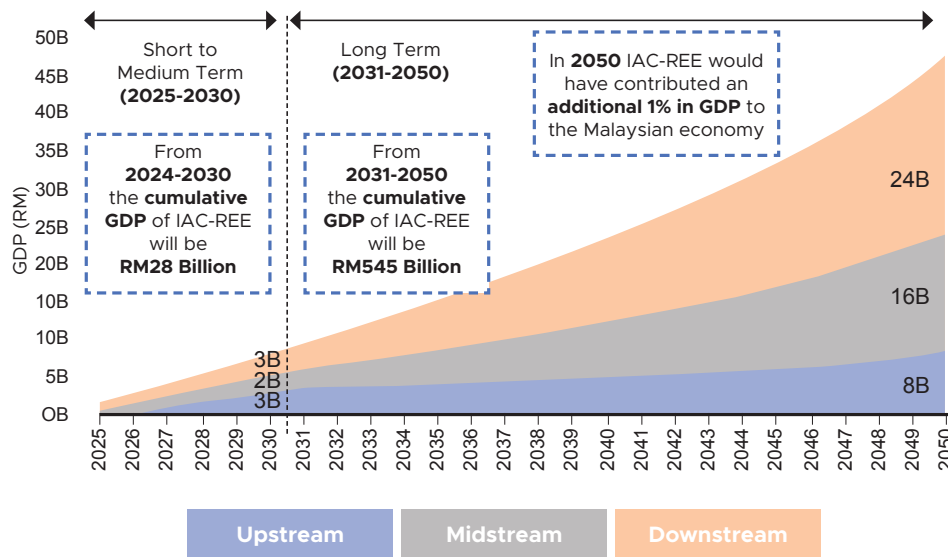 50B
45B
40B
35B
30B
25B
20B
10B
10B
5B
0B
GDP (RM)
Short to
Medium Term
(2025-2030)
Long Term
(2031-2050)
In 2050 IAC-REE would
have contributed an
additional 1% in GDP to
the Malaysian economy
From
2024-2030
the cumulative
GDP of IAC-REE
will be
RM28 Billion
From
2031-2050
the cumulative
GDP of IAC-REE
will be
RM545 Billion
24B
16B
8B
3B
2B
3B
2025
2026
2027
2028
2029
2030
2031
2032
2033
2034
2035
2036
2037
2038
2039
2040
2041
2042
2042
2043
2044
2045
2046
2047
2048
2049
2050
Upstream
Midstream
Downstream